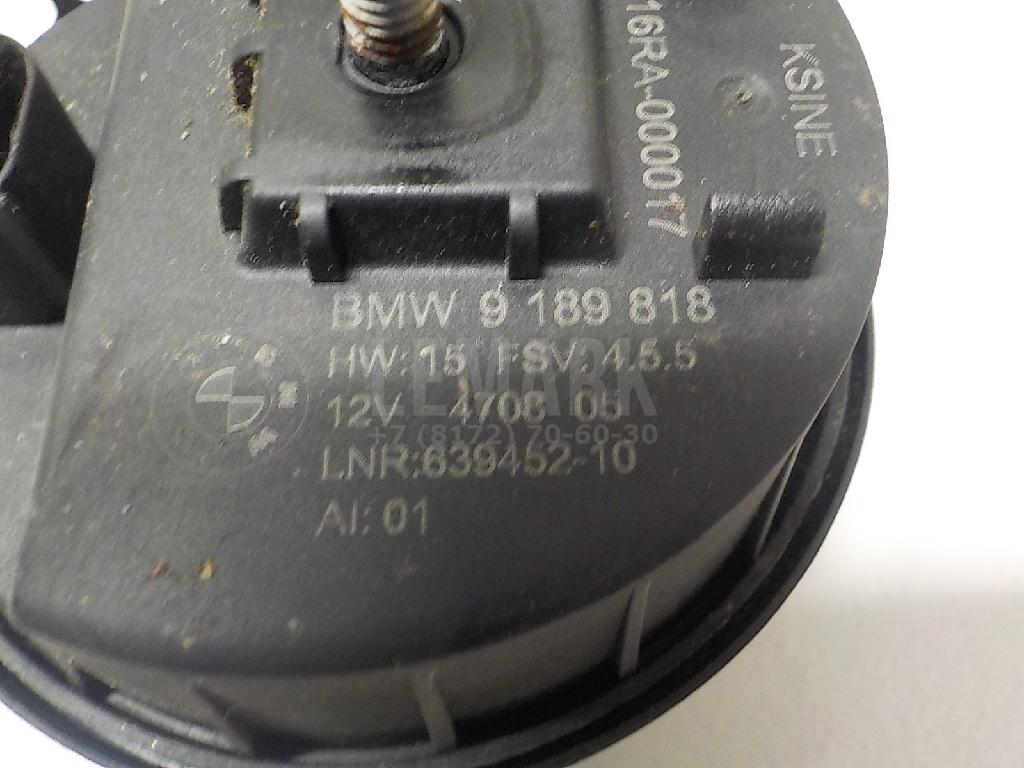 16RA-000017
KSINE
BMW 9 189 818
HW: 15 FSV: 4.5.5
12V 4708 05
LNR:639452-10
AI: 01
LEMARK
+7 (8172) 70-60-30